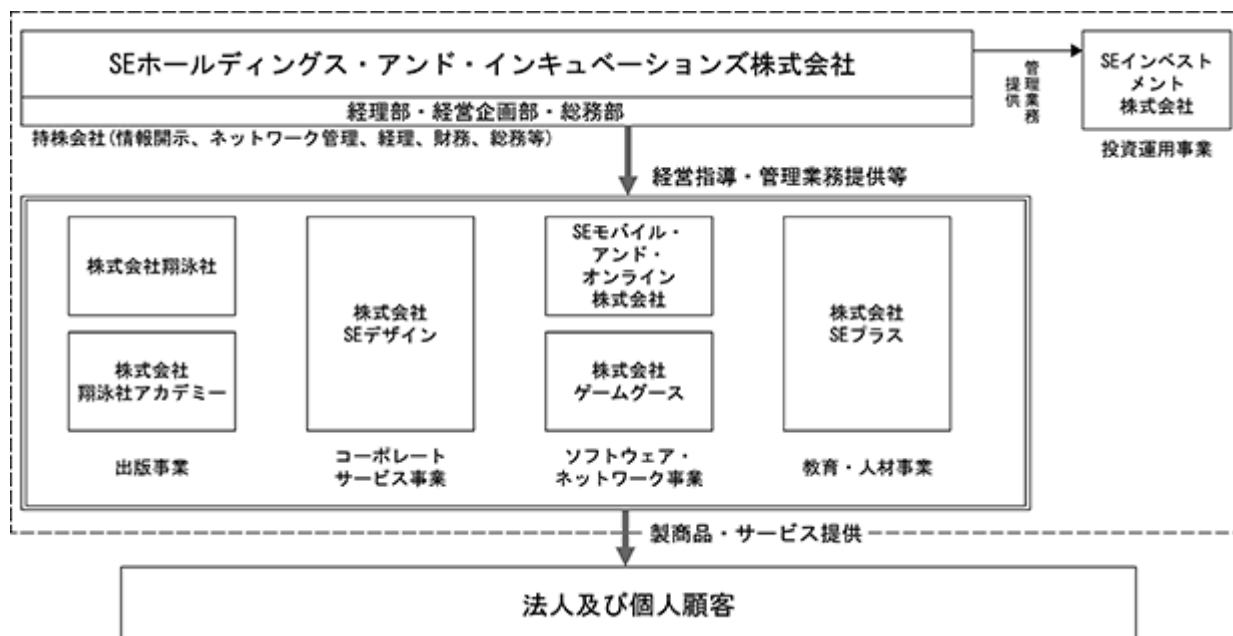 SEホールディングス・アンド・インキュベーションズ株式会社
経理部・経営企画部・総務部
持株会社(情報開示、ネットワーク管理、経理、財務、総務等)
管理業務
提供
SEインベスト
メント
株式会社
投資運用事業
経営指導・管理業務提供等
株式会社翔泳社
株式会社
翔泳社アカデミー
出版事業
株式会社
SEデザイン
コーポレート
サービス事業
SEモバイル・
アンド・
オンライン
株式会社
株式会社
ゲームグース
ソフトウェア・
ネットワーク事業
株式会社
SEプラス
教育・人材事業
製商品・サービス提供
法人及び個人顧客